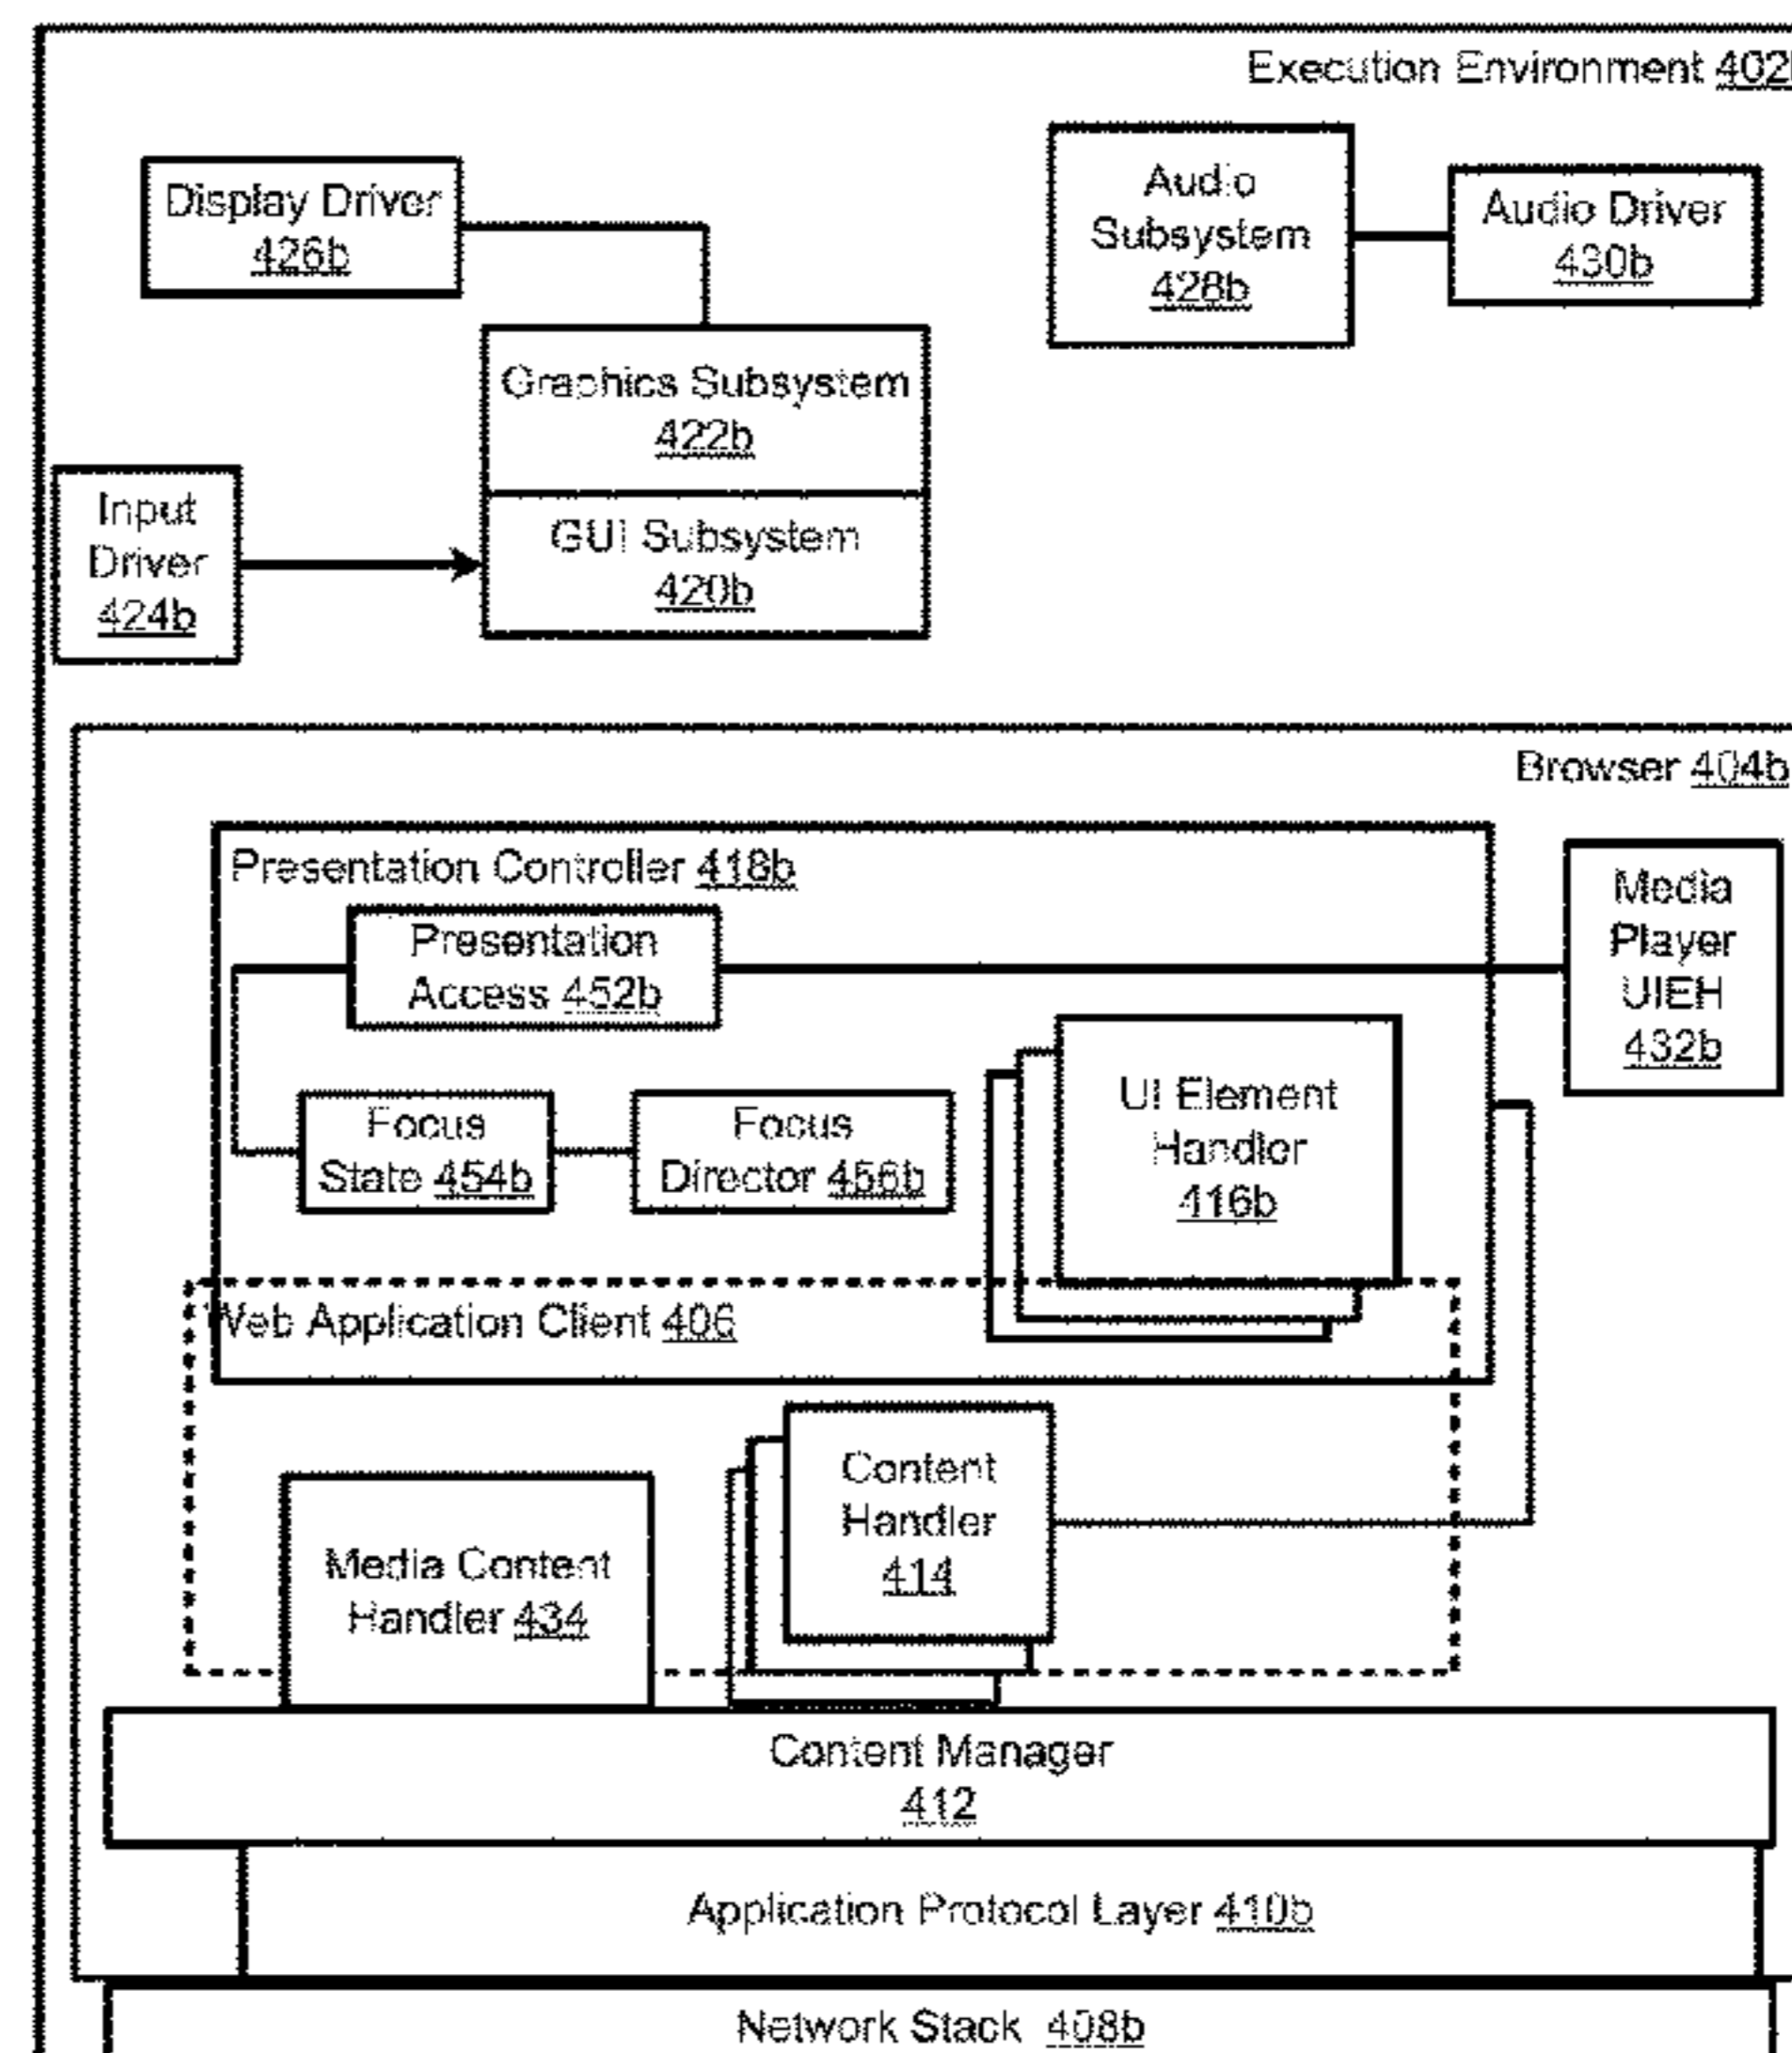 Execution Environment 402
Display Driver
426b
Audio
Subsystem
428b
Audio Driver
430b
Graphics Subsystem
422b
Input
Driver
424b
GUI Subsystem
420b
Browser 404b
Presentation Controller 418b
Presentation
Access 452b
Media
Player
UIEH
432b
Focus
State 454b
Focus
Director 456b
UI Element
Handler
416b
Web Application Client 406
Content
Handler
414
Media Content
Handler 434
Content Manager
412
Application Protocol Layer 410b
Network Stack 408b